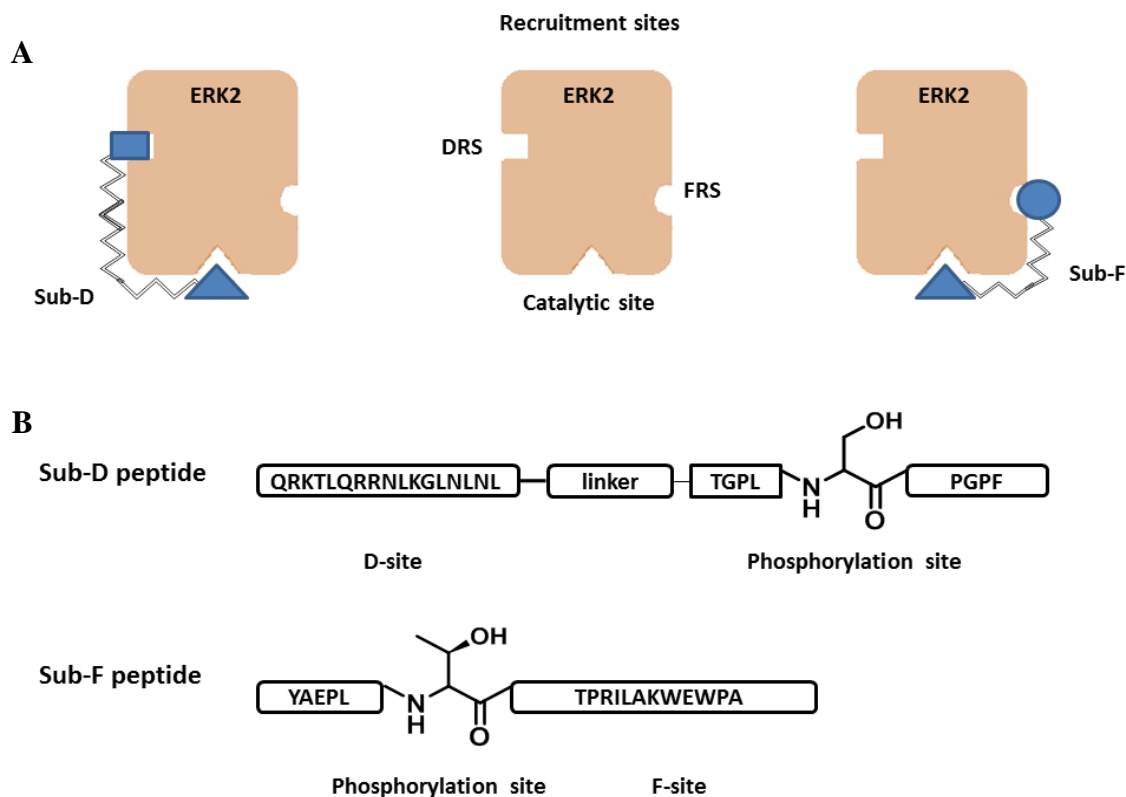 Recruitment sites
A
ERK2
ERK2
ERK2
DRS
FRS
Sub-D
Catalytic site
Sub-F
B
Sub-D peptide
QRKTLQRRNLKGLNLNL
linker
TGPL
OH
N
H
O
PGPF
D-site
Phosphorylation site
Sub-F peptide
YAEPL
OH
N
H
O
TPRILAKWEWPA
Phosphorylation site
F-site